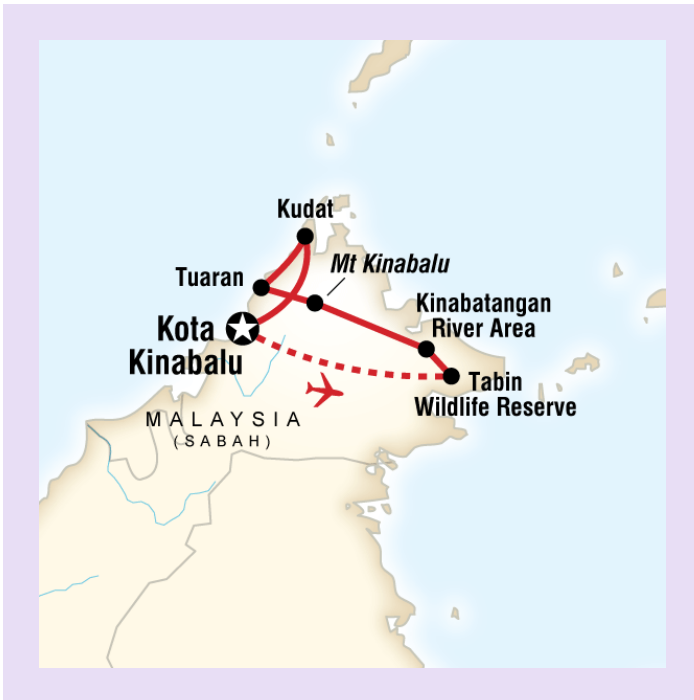 Kudat
Mt Kinabalu
Tuaran
Kinabatangan
River Area
Kota
Kinabalu
Tabin
Wildlife Reserve
MALAYSIA
(SABAH)